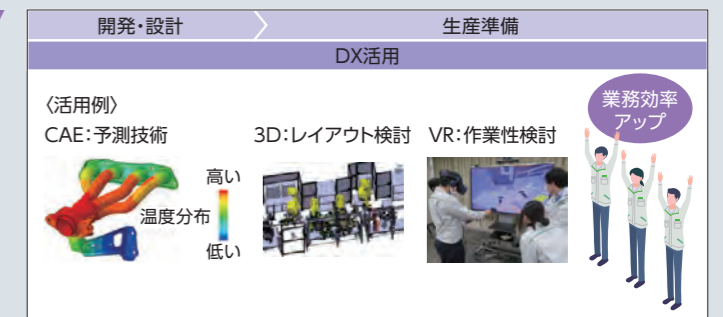 開発・設計
生産準備
DX活用
〈活用例〉
CAE：予測技術
3D：レイアウト検討
VR：作業性検討
業務効率
アップ
高い
温度分布
低い